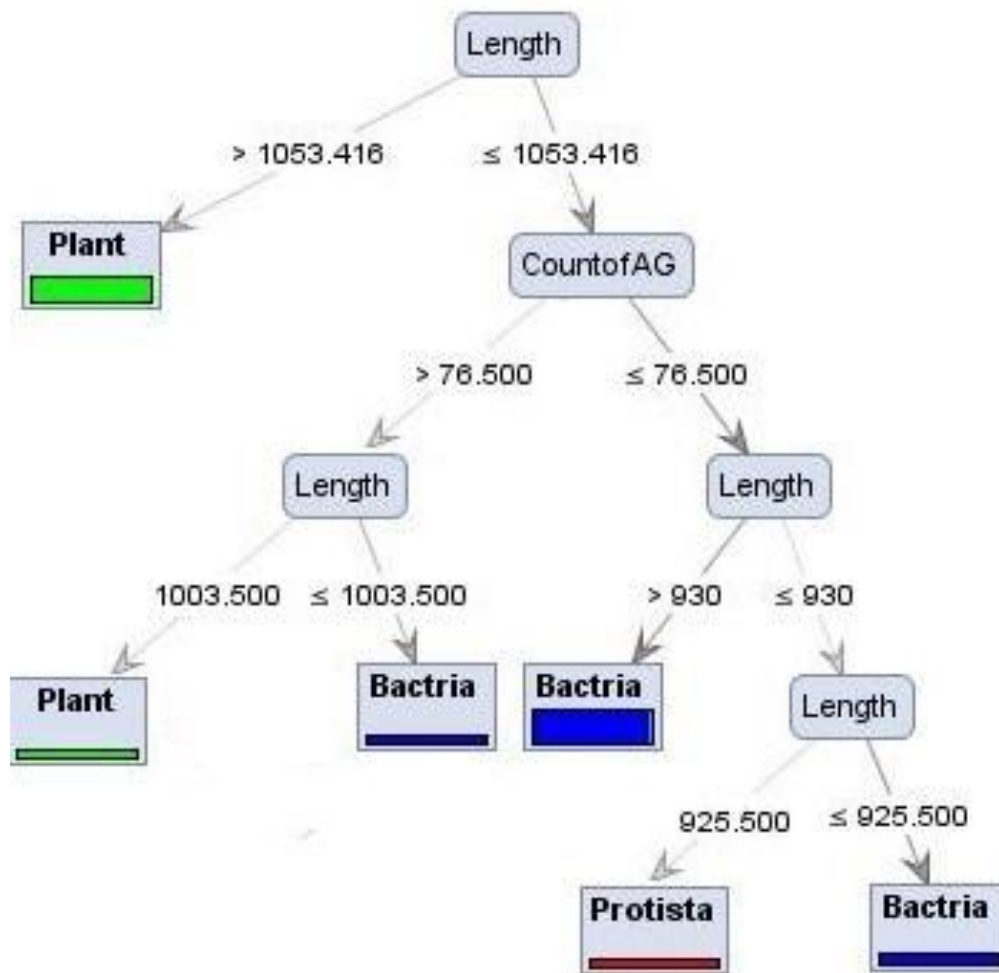 Length
> 1053.416 ≤ 1053.416
Plant
CountofAG
> 76.500 ≤ 76.500
Length Length
1003.500 ≤ 1003.500 > 930 ≤ 930
Plant Bactria Bactria Length
925.500 ≤ 925.500
Protista Bactria